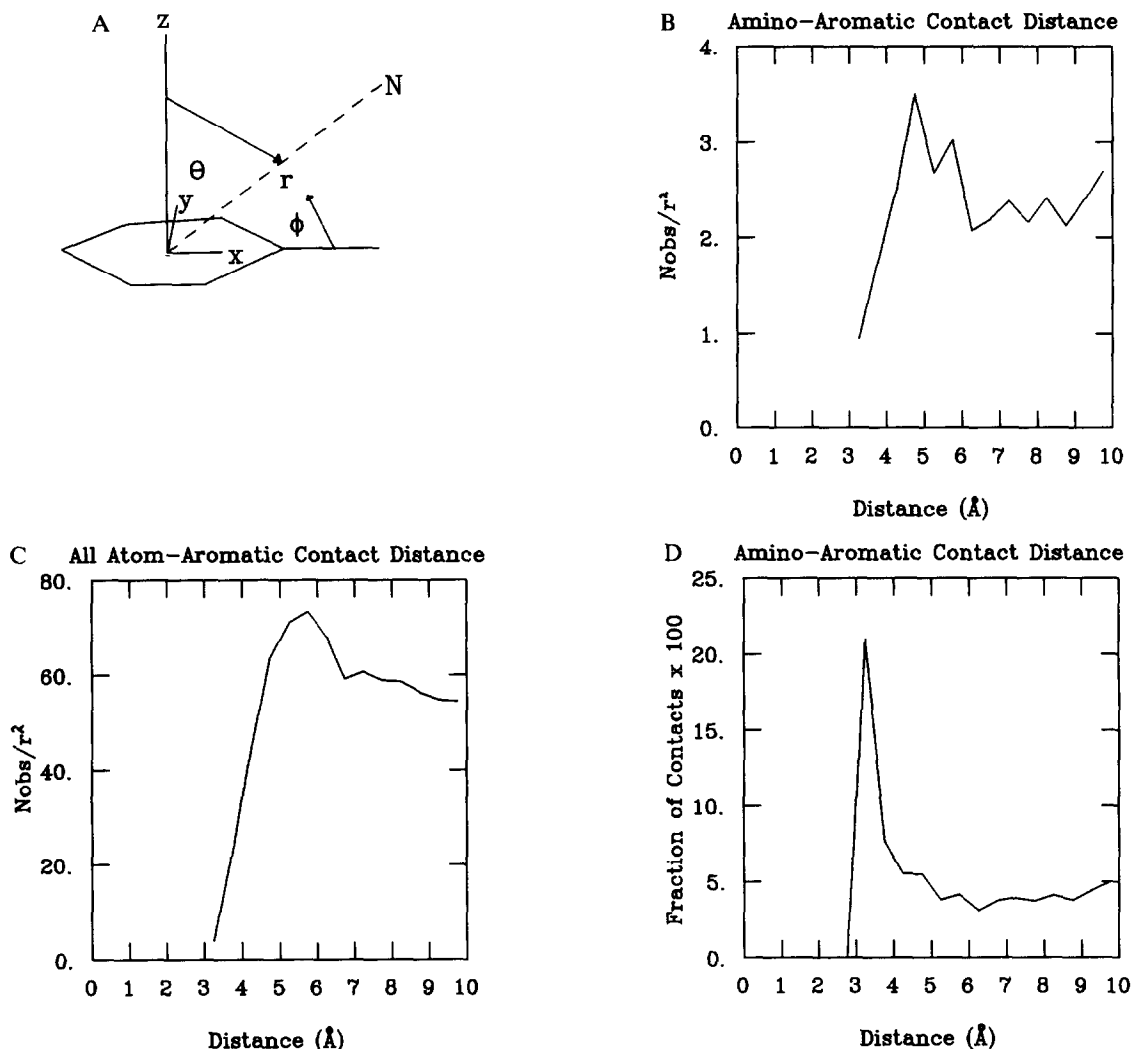 A
z
N
θ
r
y
ϕ
x
B Amino-Aromatic Contact Distance
4.
3.
2.
1.
0.
Nobs/r²
0 1 2 3 4 5 6 7 8 9 10
Distance (Å)
C All Atom-Aromatic Contact Distance
80.
60.
40.
20.
0.
Nobs/r²
0 1 2 3 4 5 6 7 8 9 10
Distance (Å)
D Amino-Aromatic Contact Distance
25.
20.
15.
10.
5.
0.
Fraction of Contacts x 100
0 1 2 3 4 5 6 7 8 9 10
Distance (Å)